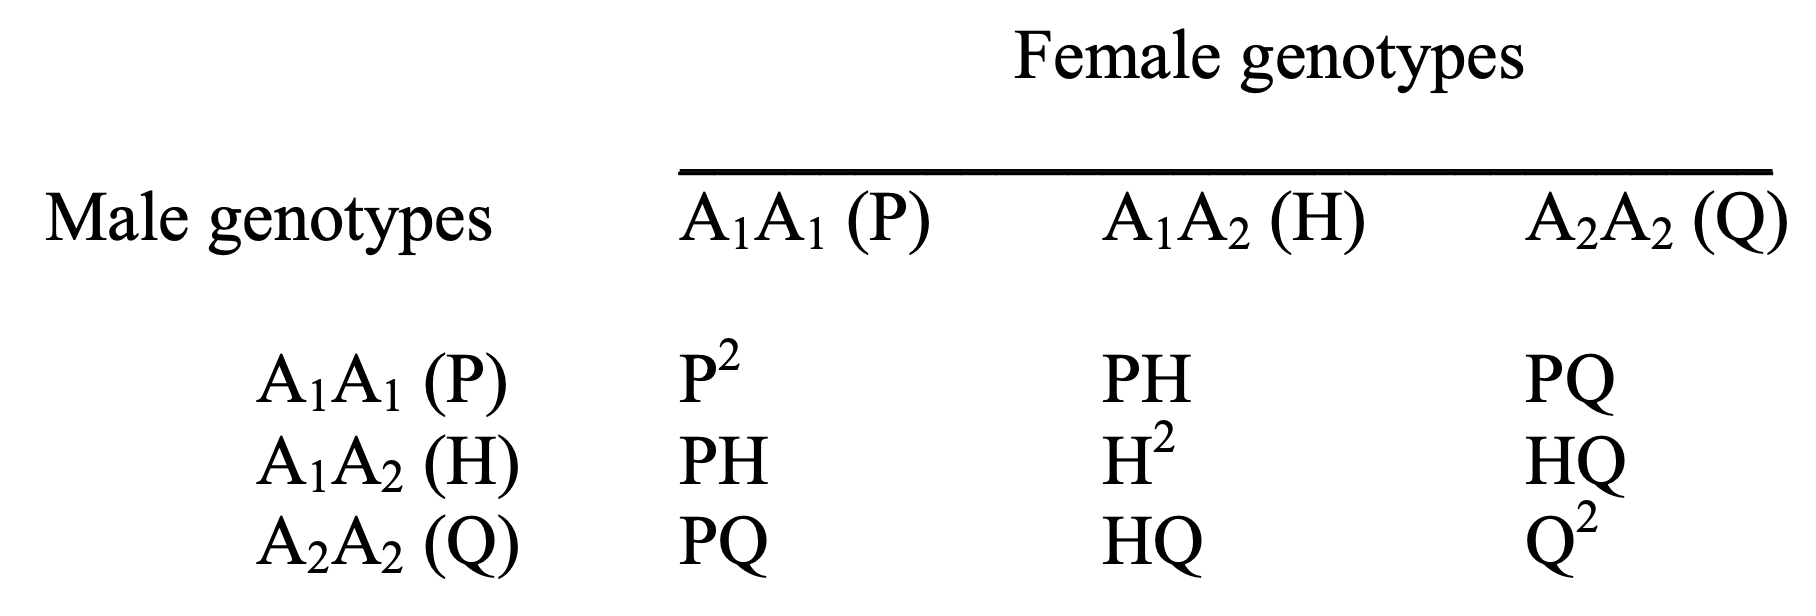 Female genotypes
Male genotypes A₁A₁ (P) A₁A₂ (H) A₂A₂ (Q)
A₁A₁ (P) P² PH PQ
A₁A₂ (H) PH H² HQ
A₂A₂ (Q) PQ HQ Q²